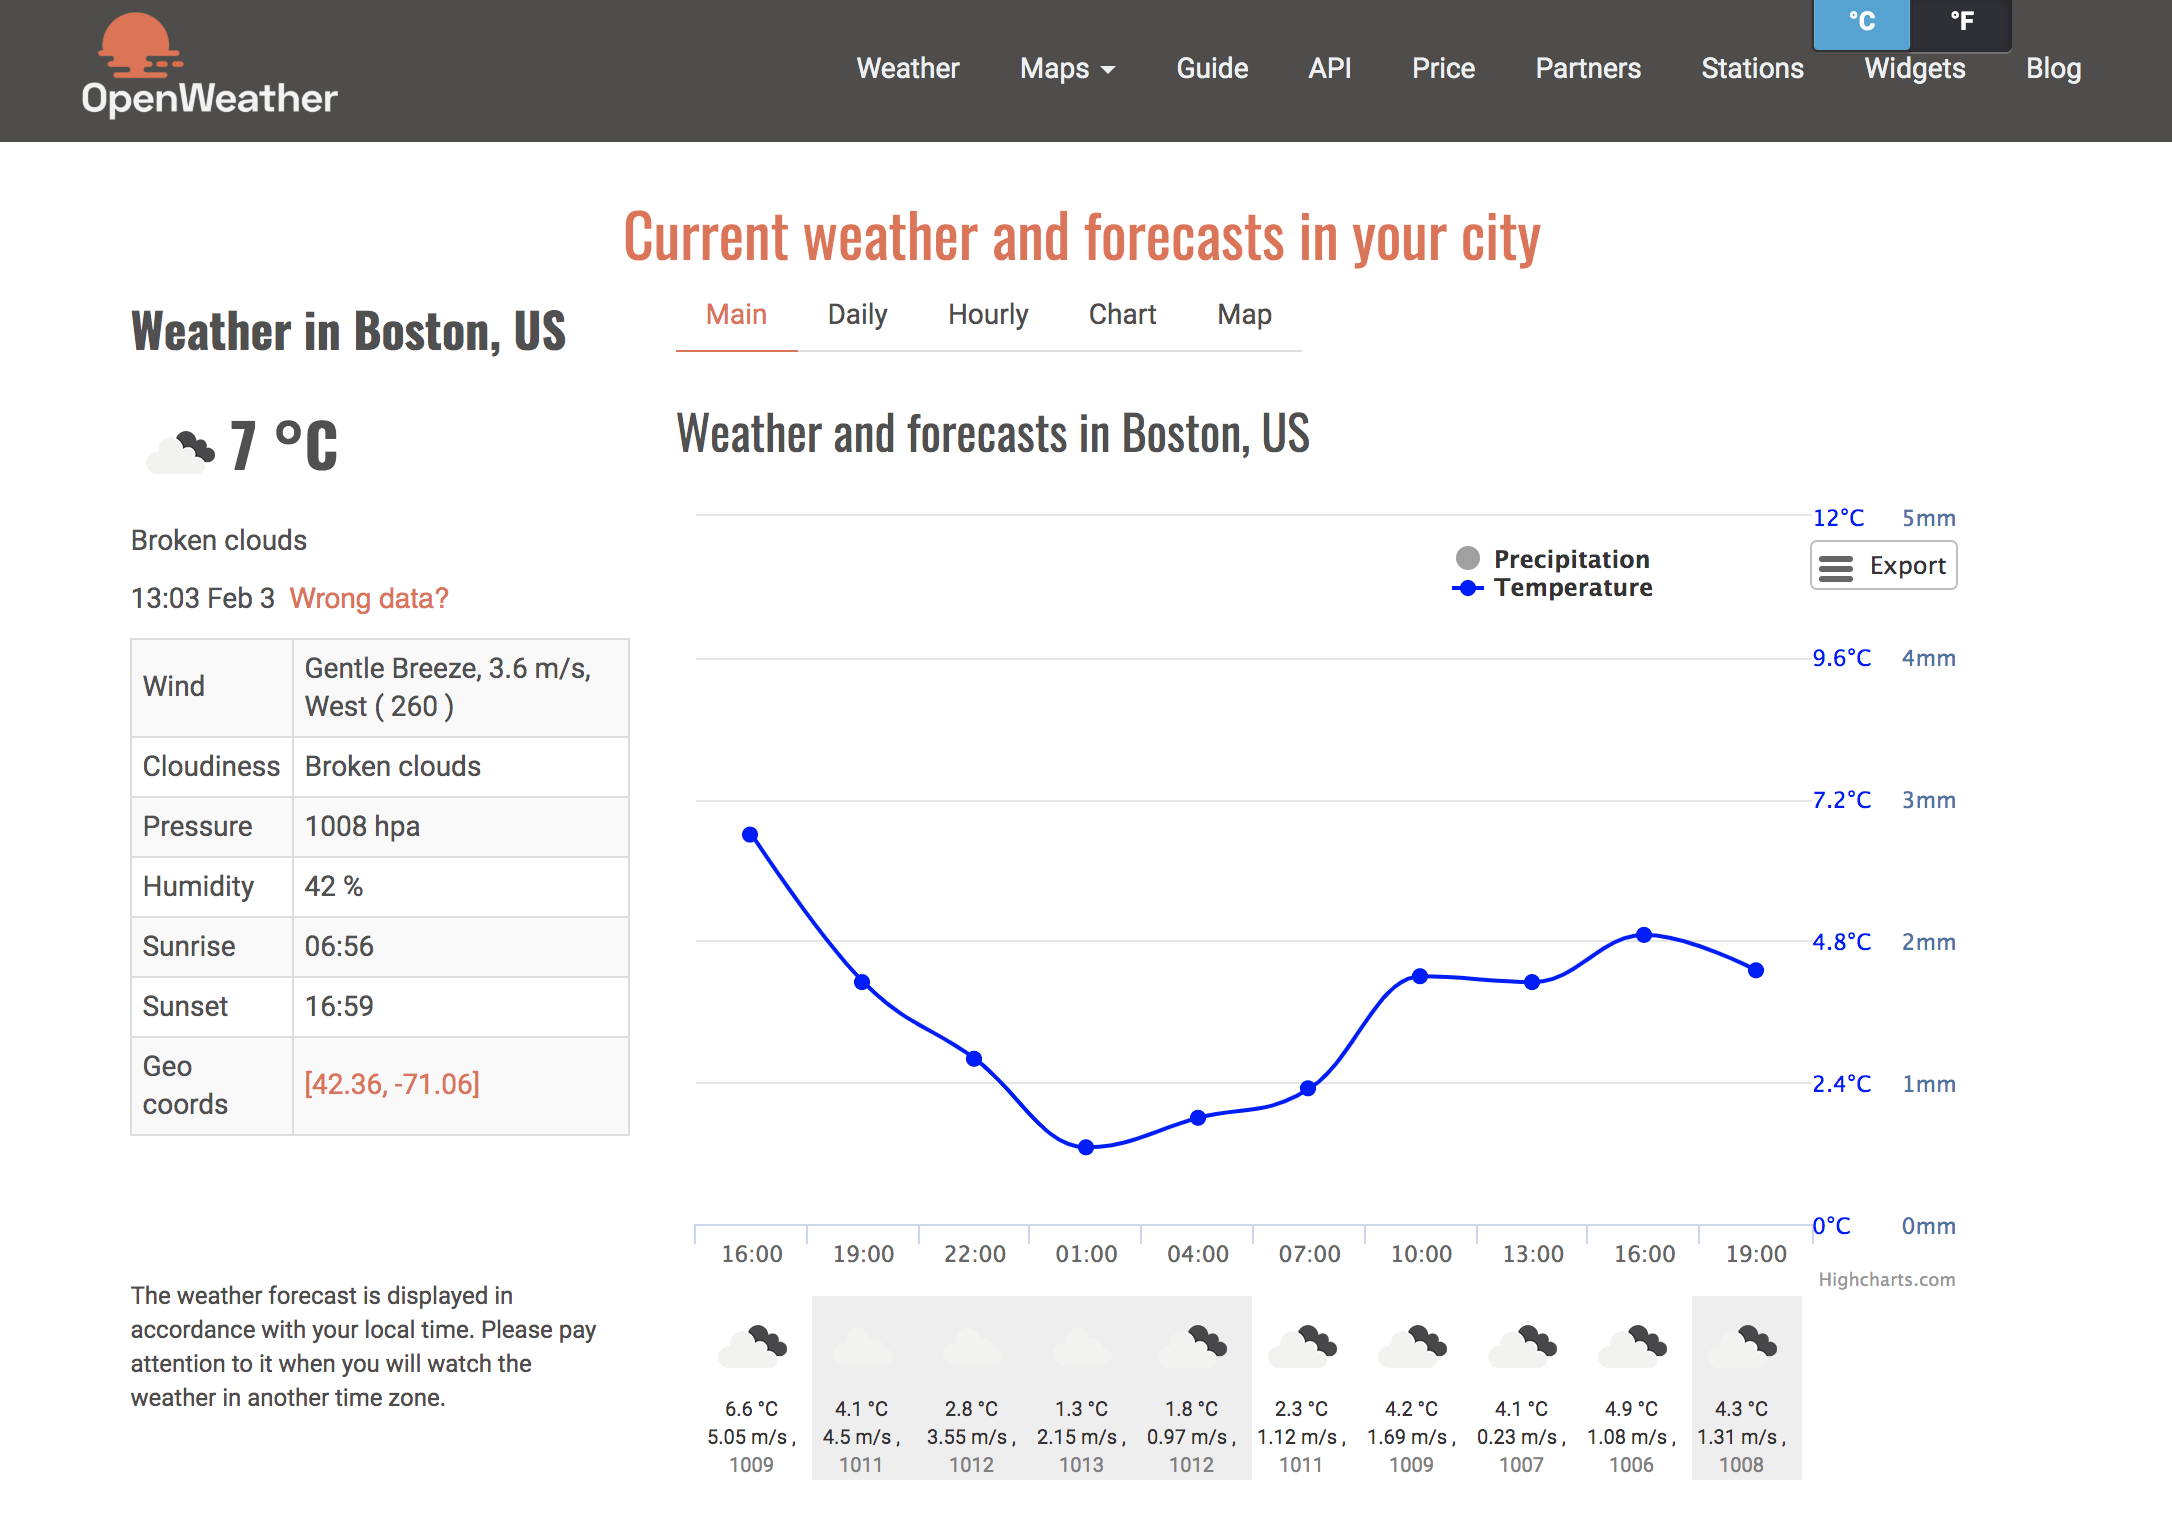 °C °F
OpenWeather
Weather Maps Guide API Price Partners Stations Widgets Blog
Current weather and forecasts in your city
Weather in Boston, US
7 °C
Broken clouds
13:03 Feb 3 Wrong data?
Wind Gentle Breeze, 3.6 m/s,
West ( 260 )
Cloudiness Broken clouds
Pressure 1008 hpa
Humidity 42 %
Sunrise 06:56
Sunset 16:59
Geo
coords [42.36, -71.06]
The weather forecast is displayed in
accordance with your local time. Please pay
attention to it when you will watch the
weather in another time zone.
Main Daily Hourly Chart Map
Weather and forecasts in Boston, US
12°C 5mm
Precipitation
Temperature
Export
9.6°C 4mm
7.2°C 3mm
4.8°C 2mm
2.4°C 1mm
0°C 0mm
16:00 19:00 22:00 01:00 04:00 07:00 10:00 13:00 16:00 19:00
Highcharts.com
6.6 °C 4.1 °C 2.8 °C 1.3 °C 1.8 °C 2.3 °C 4.2 °C 4.1 °C 4.9 °C 4.3 °C
5.05 m/s , 4.5 m/s , 3.55 m/s , 2.15 m/s , 0.97 m/s , 1.12 m/s , 1.69 m/s , 0.23 m/s , 1.08 m/s , 1.31 m/s ,
1009 1011 1012 1013 1012 1011 1009 1007 1006 1008